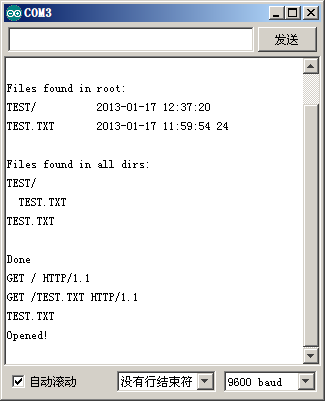 COM3
发送
Files found in root:
TEST/ 2013-01-17 12:37:20
TEST.TXT 2013-01-17 11:59:54 24
Files found in all dirs:
TEST/
TEST.TXT
TEST.TXT
Done
GET / HTTP/1.1
GET /TEST.TXT HTTP/1.1
TEST.TXT
Opened!
自动滚动 没有行结束符 9600 baud